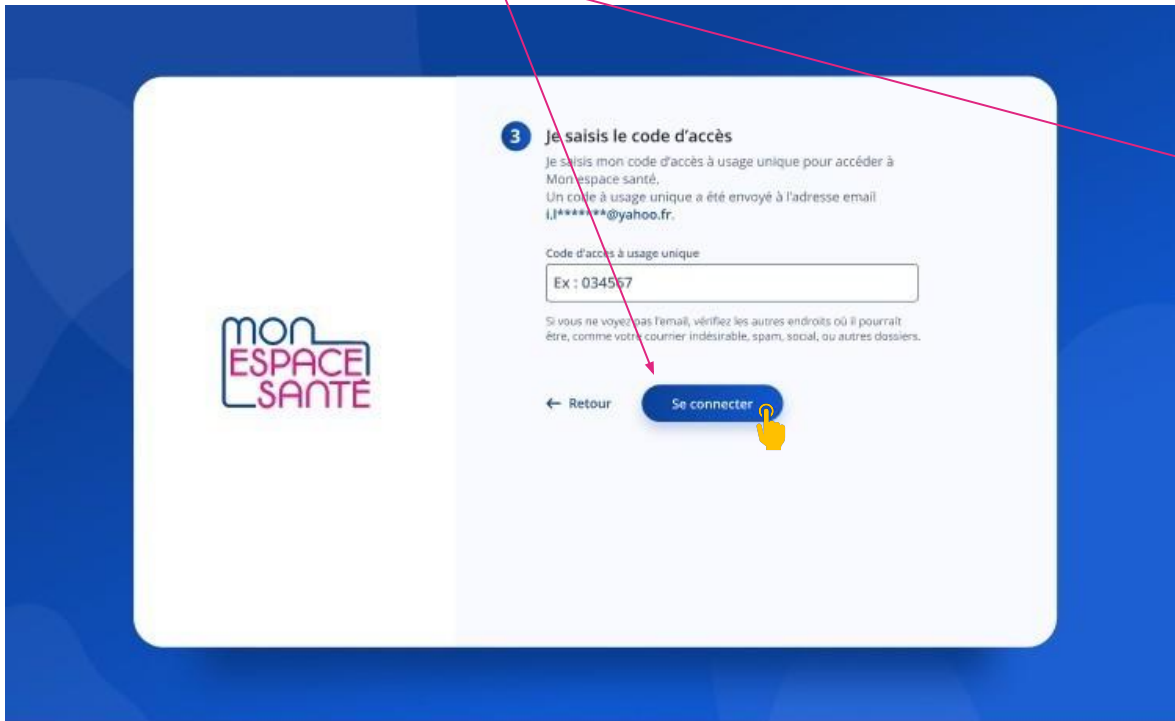 3 Je saisis le code d'accès
Je saisis mon code d'accès à usage unique pour accéder à
Mon espace santé.
Un code à usage unique a été envoyé à l'adresse email
i.l*******@yahoo.fr.
Code d'accès à usage unique
Ex : 034567
Si vous ne voyez pas l'email, vérifiez les autres endroits où il pourrait
être, comme votre courrier indésirable, spam, social, ou autres dossiers.
← Retour
Se connecter
mon
ESPACE
SANTÉ